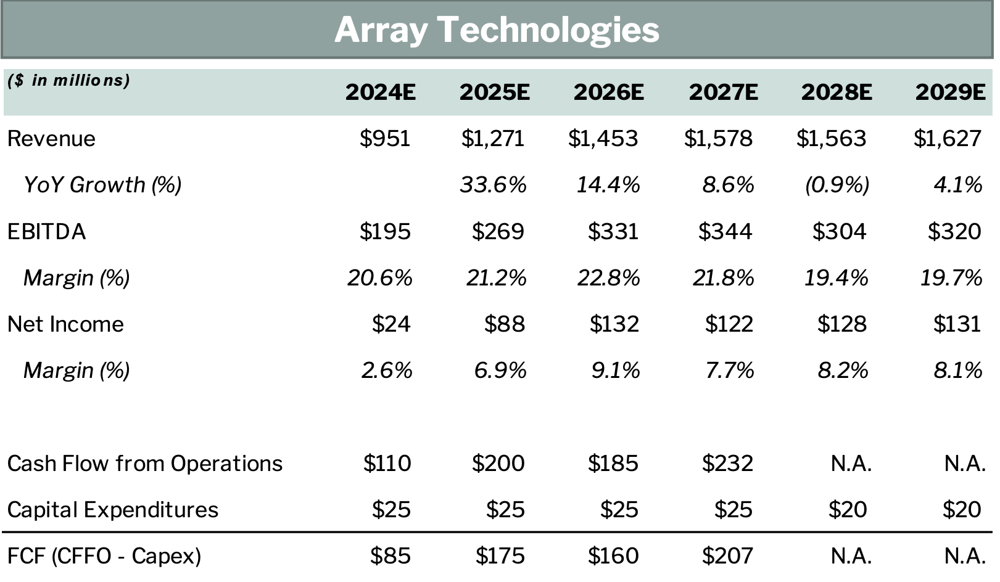 Array Technologies
($ in millions) 2024E 2025E 2026E 2027E 2028E 2029E
Revenue $951 $1,271 $1,453 $1,578 $1,563 $1,627
YoY Growth (%) 33.6% 14.4% 8.6% (0.9%) 4.1%
EBITDA $195 $269 $331 $344 $304 $320
Margin (%) 20.6% 21.2% 22.8% 21.8% 19.4% 19.7%
Net Income $24 $88 $132 $122 $128 $131
Margin (%) 2.6% 6.9% 9.1% 7.7% 8.2% 8.1%
Cash Flow from Operations $110 $200 $185 $232 N.A. N.A.
Capital Expenditures $25 $25 $25 $25 $20 $20
FCF (CFFO - Capex) $85 $175 $160 $207 N.A. N.A.